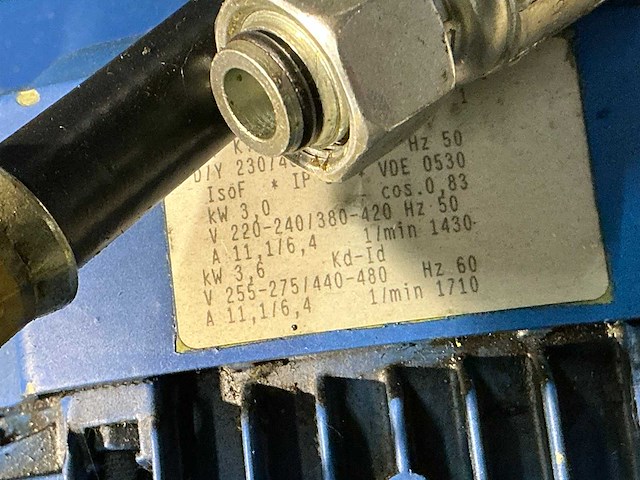 1
K Hz 50
D/Y 230/4 * VDE 0530
IsoF * IP cos.0,83
kW 3,0
V 220-240/380-420 Hz 50
A 11,1/6,4 1/min 1430
kW 3,6 Kd-Id
V 255-275/440-480 Hz 60
A 11,1/6,4 1/min 1710